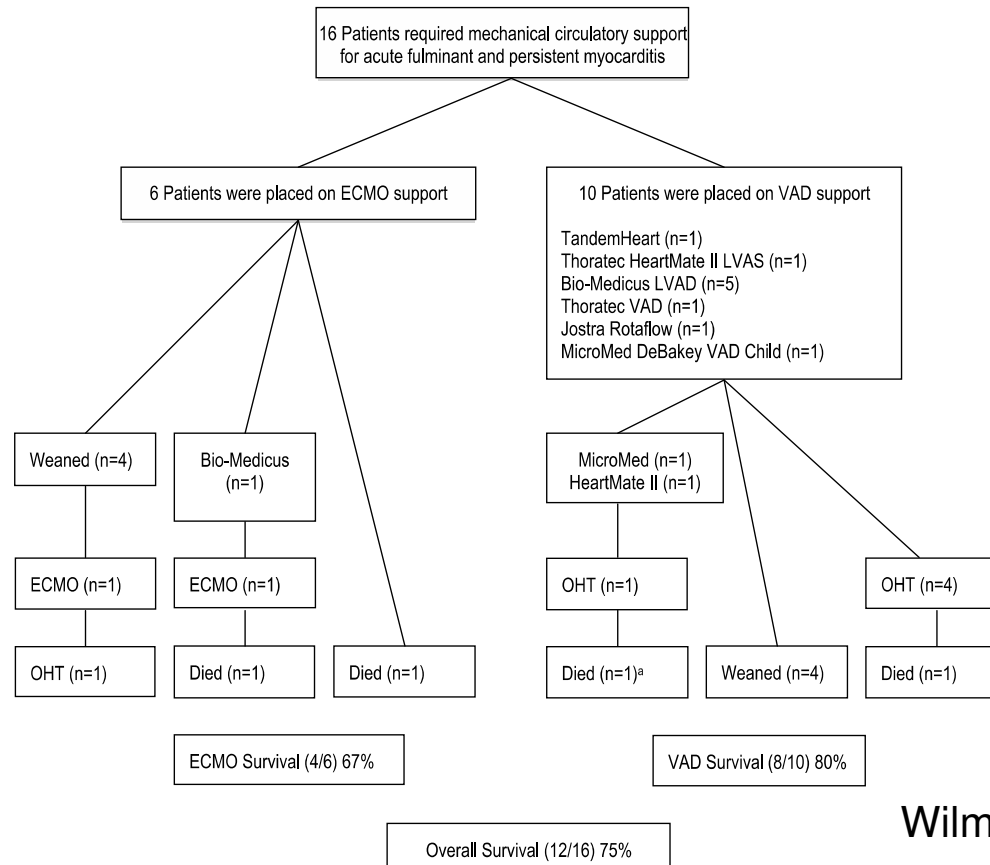 16 Patients required mechanical circulatory support
for acute fulminant and persistent myocarditis
6 Patients were placed on ECMO support
10 Patients were placed on VAD support
TandemHeart (n=1)
Thoratec HeartMate II LVAS (n=1)
Bio-Medicus LVAD (n=5)
Thoratec VAD (n=1)
Jostra Rotaflow (n=1)
MicroMed DeBakey VAD Child (n=1)
Weaned (n=4)
Bio-Medicus
(n=1)
MicroMed (n=1)
HeartMate II (n=1)
ECMO (n=1)
ECMO (n=1)
OHT (n=1)
OHT (n=4)
OHT (n=1)
Died (n=1)
Died (n=1)
Died (n=1)ᵃ
Weaned (n=4)
Died (n=1)
ECMO Survival (4/6) 67%
VAD Survival (8/10) 80%
Wilm
Overall Survival (12/16) 75%